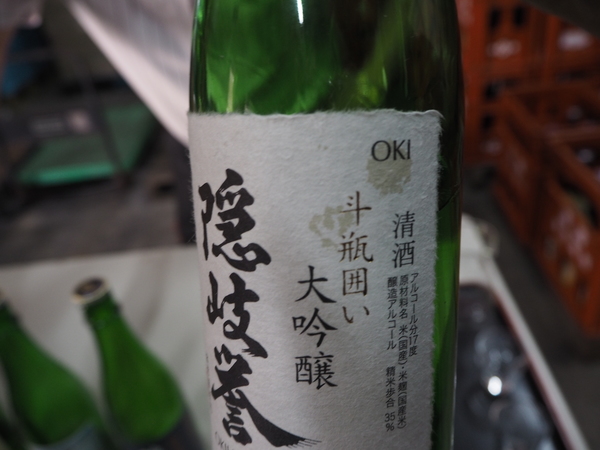 OKI
清酒
アルコール分17度
原材料名 米(国産)・米麹(国産米)
醸造アルコール 精米歩合 35%
斗瓶囲い
大吟醸
隠岐誉